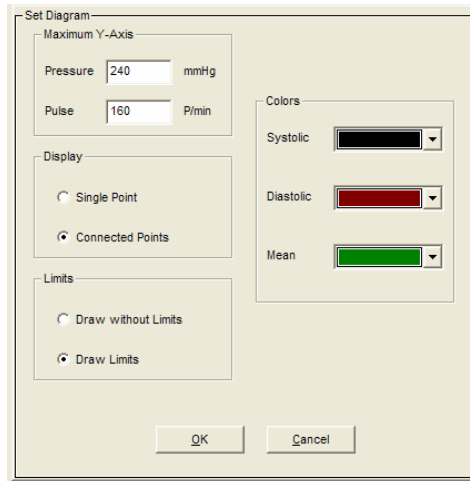 Set Diagram
Maximum Y-Axis
Pressure 240 mmHg
Pulse 160 P/min
Display
Single Point
Connected Points
Limits
Draw without Limits
Draw Limits
Colors
Systolic
Diastolic
Mean
OK Cancel